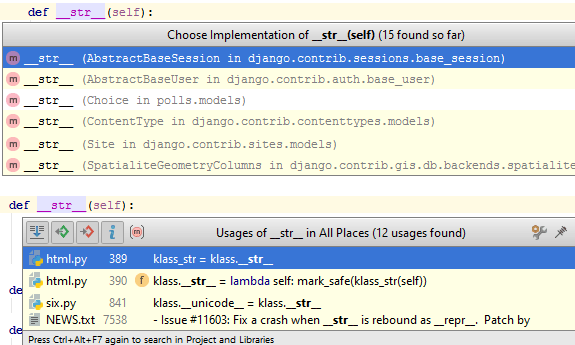 def __str__(self):
Choose Implementation of __str__(self) (15 found so far)
m __str__ (AbstractBaseSession in django.contrib.sessions.base_session)
m __str__ (AbstractBaseUser in django.contrib.auth.base_user)
m __str__ (Choice in polls.models)
m __str__ (ContentType in django.contrib.contenttypes.models)
m __str__ (Site in django.contrib.sites.models)
m __str__ (SpatialiteGeometryColumns in django.contrib.gis.db.backends.spatialite
def __str__(self):
Usages of __str__ in All Places (12 usages found)
html.py 389 klass_str = klass.__str__
html.py 390 f klass.__str__ = lambda self: mark_safe(klass_str(self))
six.py 841 klass.__unicode__ = klass.__str__
NEWS.txt 7538 - Issue #11603: Fix a crash when __str__ is rebound as __repr__. Patch by
de
de
Press Ctrl+Alt+F7 again to search in Project and Libraries